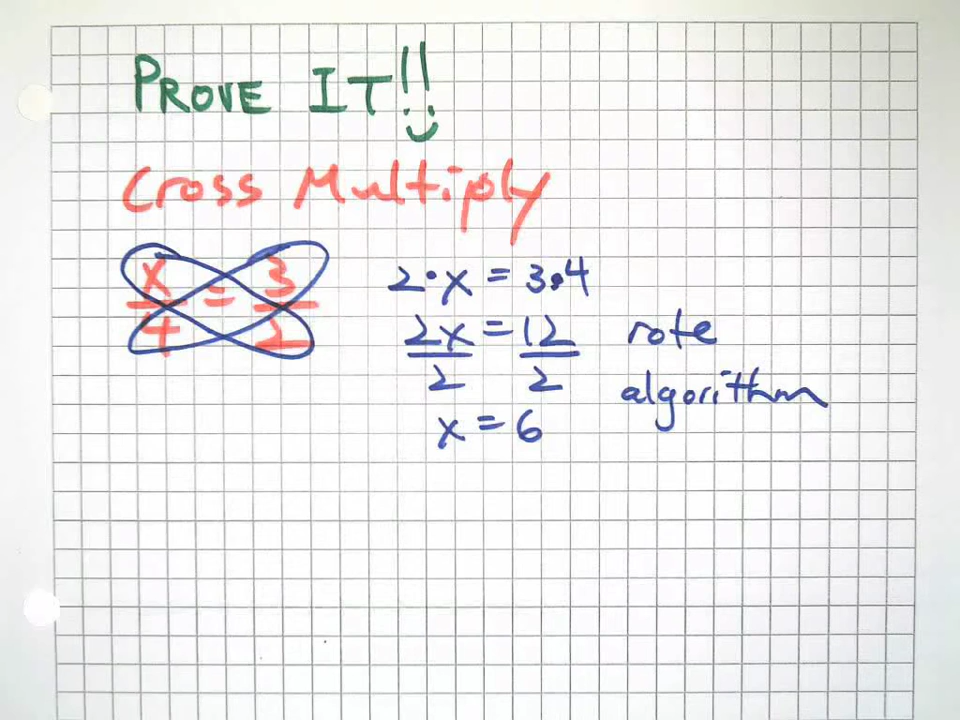 PROVE IT!!
Cross Multiply
x/4 = 3/2
2·x = 3·4
2x/2 = 12/2
x = 6
rote
algorithm